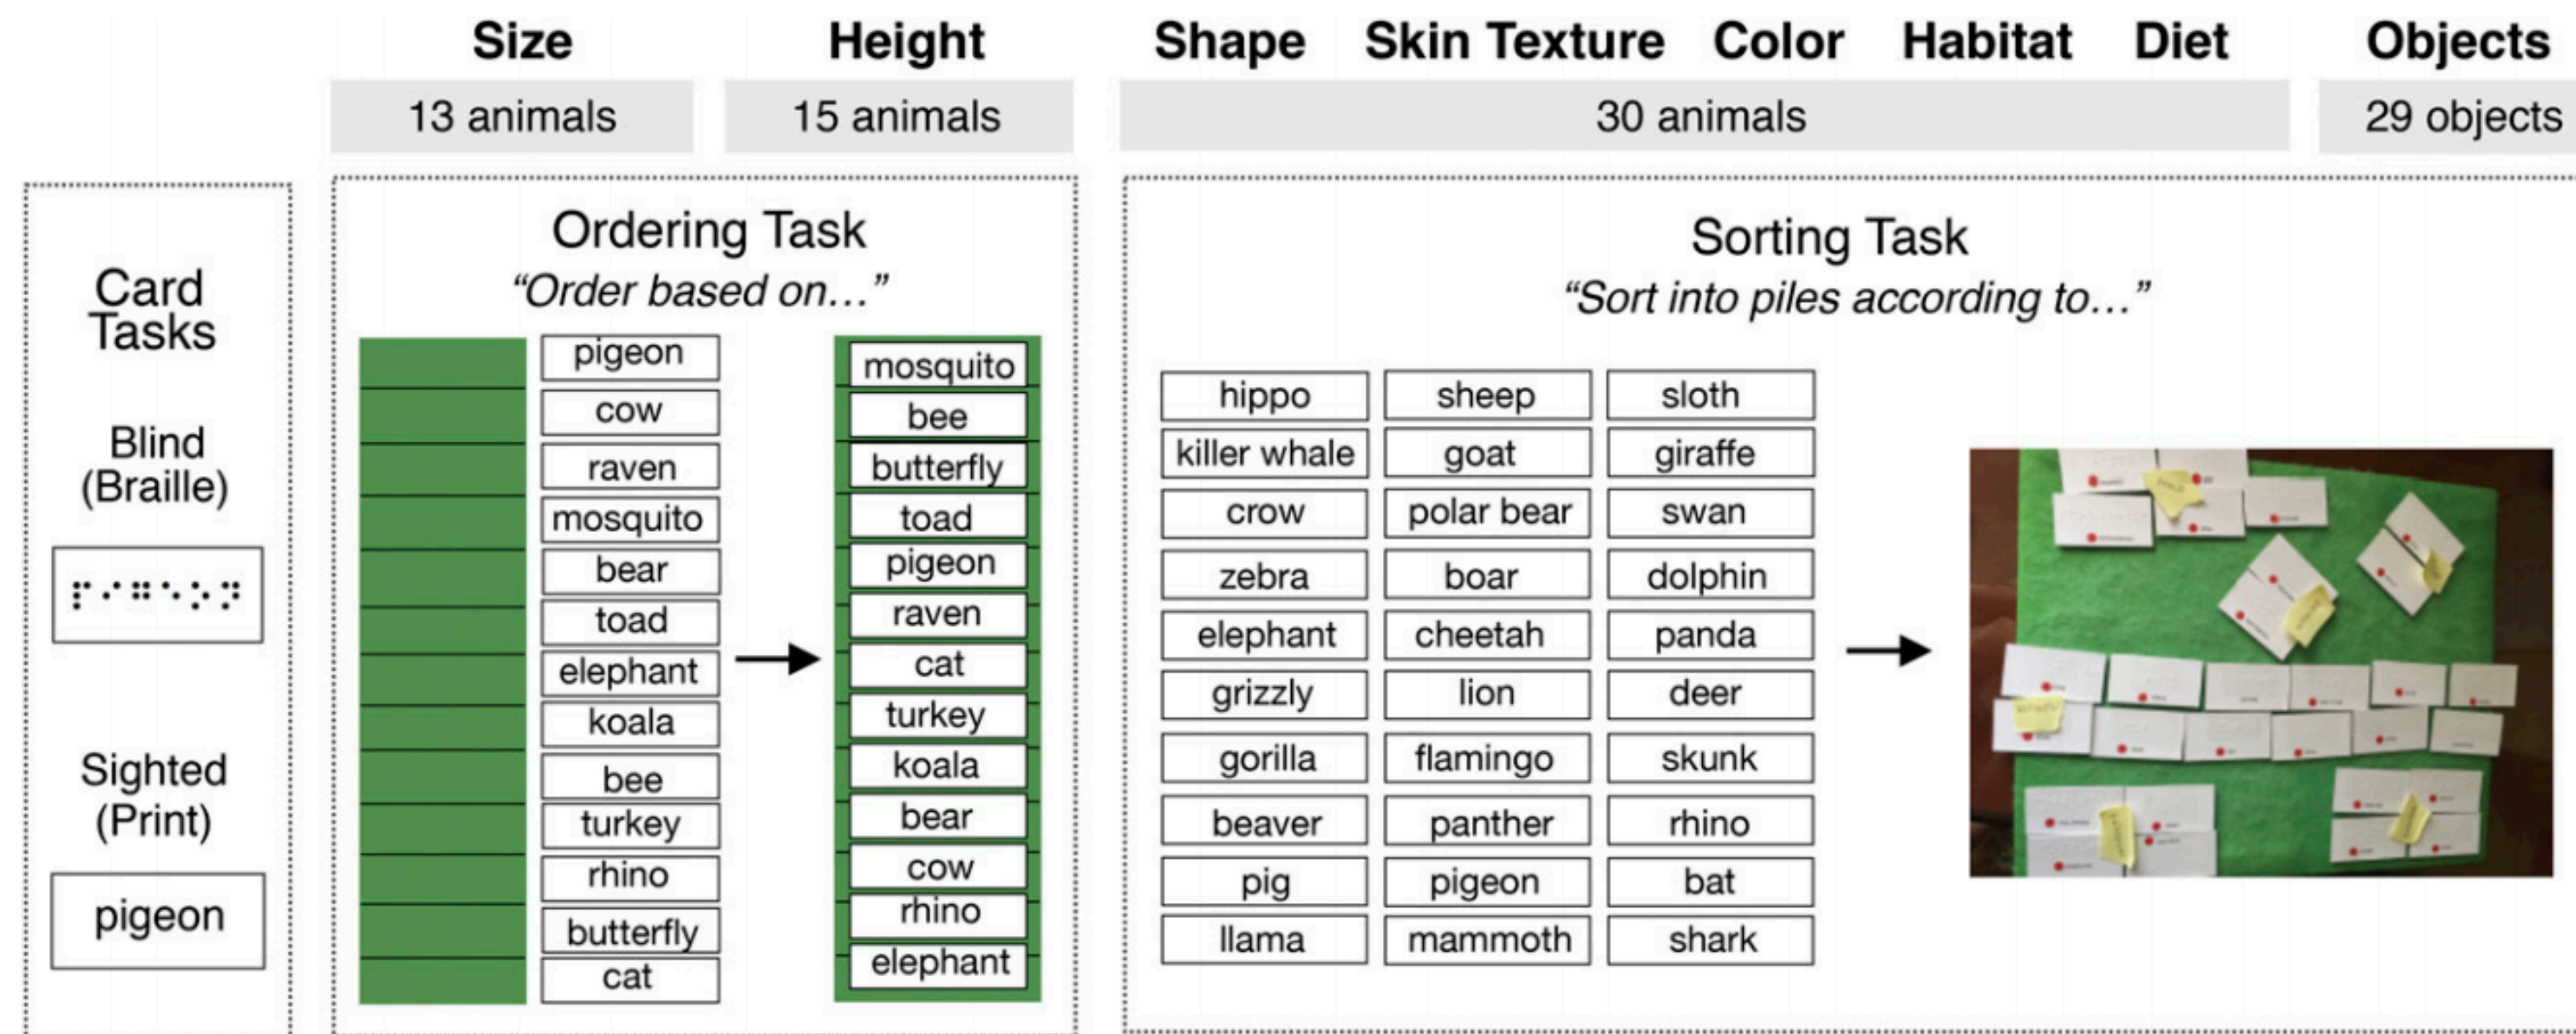 Size Height Shape Skin Texture Color Habitat Diet Objects
13 animals 15 animals 30 animals 29 objects
Card
Tasks
Blind
(Braille)
⠏⠊⠛⠑⠕⠝
Sighted
(Print)
pigeon
Ordering Task
“Order based on...”
pigeon
cow
raven
mosquito
bear
toad
elephant
koala
bee
turkey
rhino
butterfly
cat
mosquito
bee
butterfly
toad
pigeon
raven
cat
turkey
koala
bear
cow
rhino
elephant
Sorting Task
“Sort into piles according to...”
hippo sheep sloth
killer whale goat giraffe
crow polar bear swan
zebra boar dolphin
elephant cheetah panda
grizzly lion deer
gorilla flamingo skunk
beaver panther rhino
pig pigeon bat
llama mammoth shark